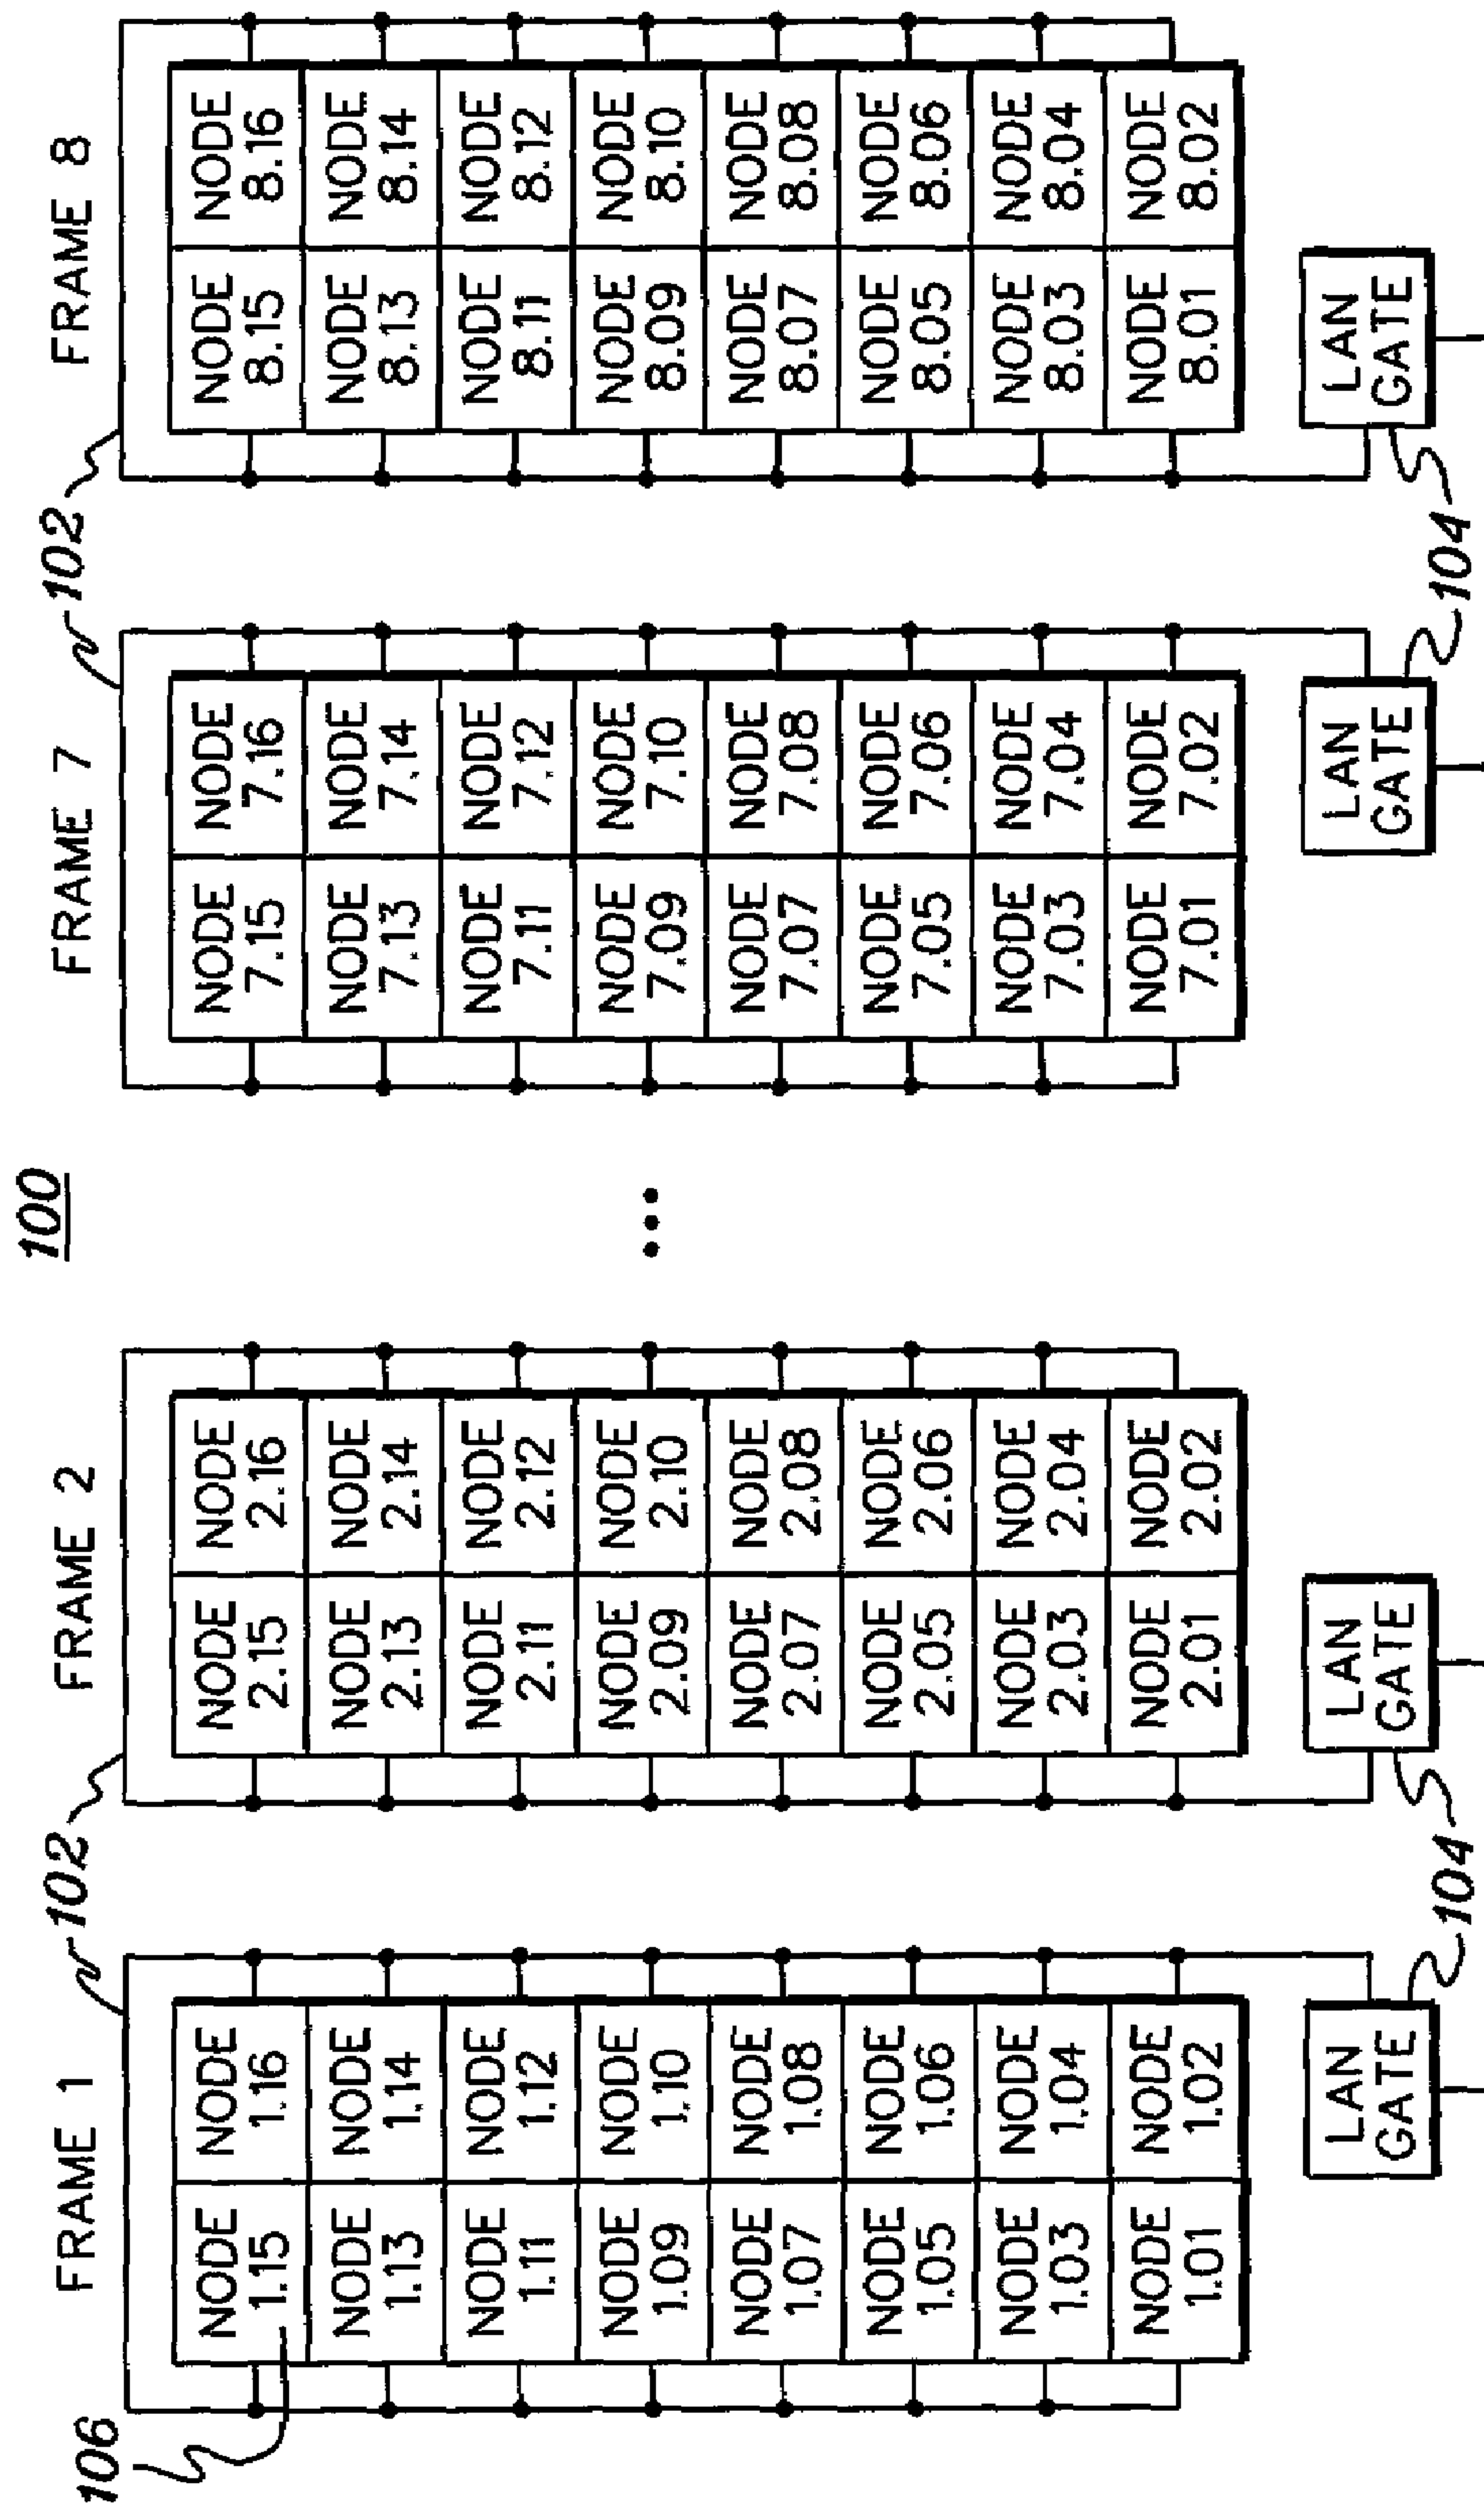 100
FRAME 1
FRAME 2
FRAME 7
FRAME 8
106
102
102
NODE 1.15
NODE 1.16
NODE 1.13
NODE 1.14
NODE 1.11
NODE 1.12
NODE 1.09
NODE 1.10
NODE 1.07
NODE 1.08
NODE 1.05
NODE 1.06
NODE 1.03
NODE 1.04
NODE 1.01
NODE 1.02
NODE 2.15
NODE 2.16
NODE 2.13
NODE 2.14
NODE 2.11
NODE 2.12
NODE 2.09
NODE 2.10
NODE 2.07
NODE 2.08
NODE 2.05
NODE 2.06
NODE 2.03
NODE 2.04
NODE 2.01
NODE 2.02
...
NODE 7.15
NODE 7.16
NODE 7.13
NODE 7.14
NODE 7.11
NODE 7.12
NODE 7.09
NODE 7.10
NODE 7.07
NODE 7.08
NODE 7.05
NODE 7.06
NODE 7.03
NODE 7.04
NODE 7.01
NODE 7.02
NODE 8.15
NODE 8.16
NODE 8.13
NODE 8.14
NODE 8.11
NODE 8.12
NODE 8.09
NODE 8.10
NODE 8.07
NODE 8.08
NODE 8.05
NODE 8.06
NODE 8.03
NODE 8.04
NODE 8.01
NODE 8.02
LAN
GATE
104
LAN
GATE
LAN
GATE
104
LAN
GATE